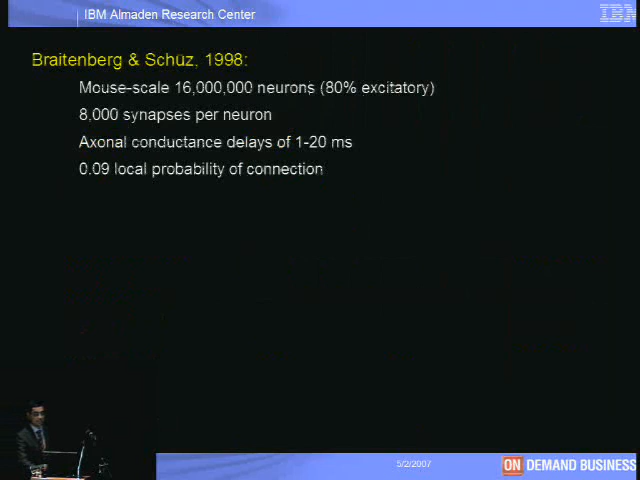 IBM Almaden Research Center
IBM
Braitenberg & Schüz, 1998:
Mouse-scale 16,000,000 neurons (80% excitatory)
8,000 synapses per neuron
Axonal conductance delays of 1-20 ms
0.09 local probability of connection
5/2/2007
ON DEMAND BUSINESS